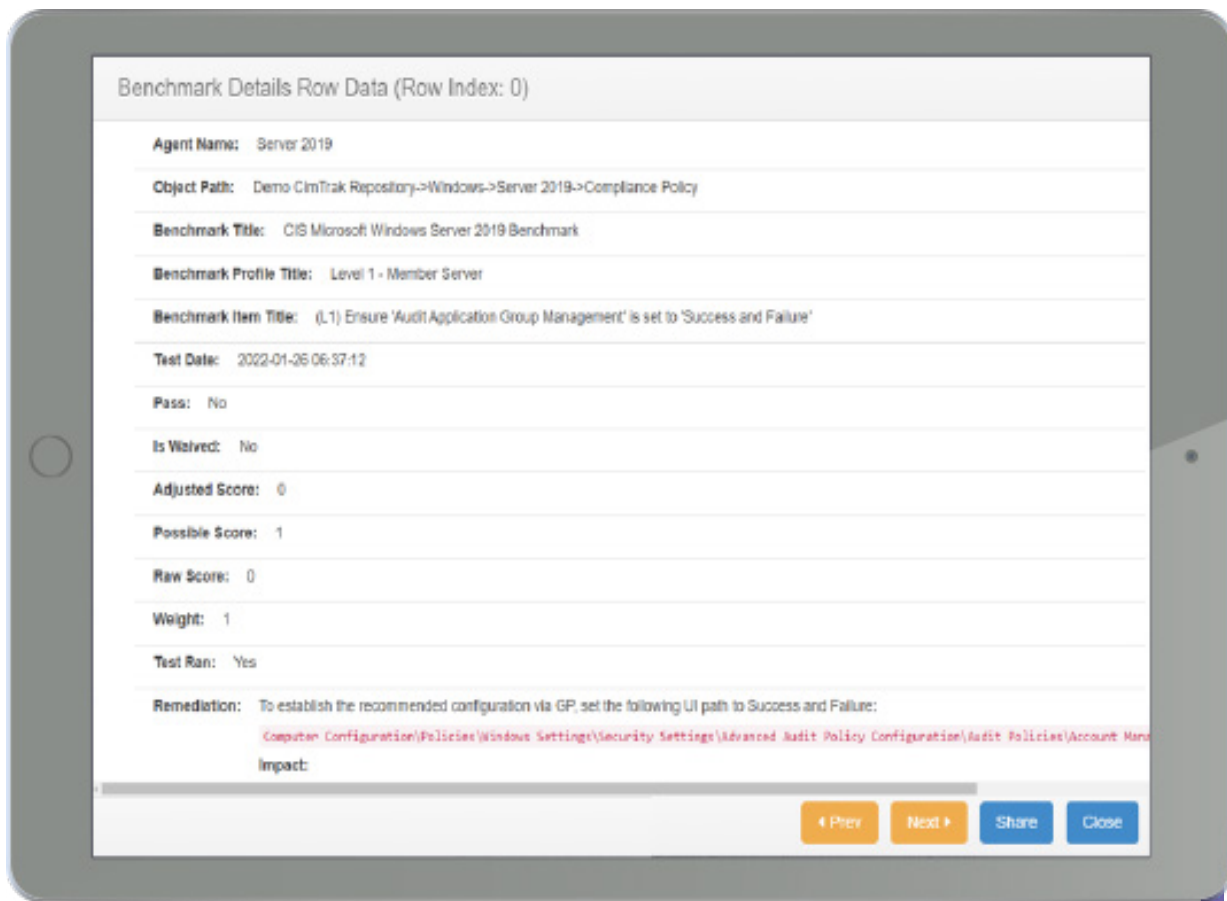 Benchmark Details Row Data (Row Index: 0)
Agent Name: Server 2019
Object Path: Demo CimTrak Repository->Windows->Server 2019->Compliance Policy
Benchmark Title: CIS Microsoft Windows Server 2019 Benchmark
Benchmark Profile Title: Level 1 - Member Server
Benchmark Item Title: (L1) Ensure 'Audit Application Group Management' is set to 'Success and Failure'
Test Date: 2022-01-26 06:37:12
Pass: No
Is Waived: No
Adjusted Score: 0
Possible Score: 1
Raw Score: 0
Weight: 1
Test Ran: Yes
Remediation: To establish the recommended configuration via GP, set the following UI path to Success and Failure:
Computer Configuration\Policies\Windows Settings\Security Settings\Advanced Audit Policy Configuration\Audit Policies\Account Mana
Impact:
Prev Next Share Close